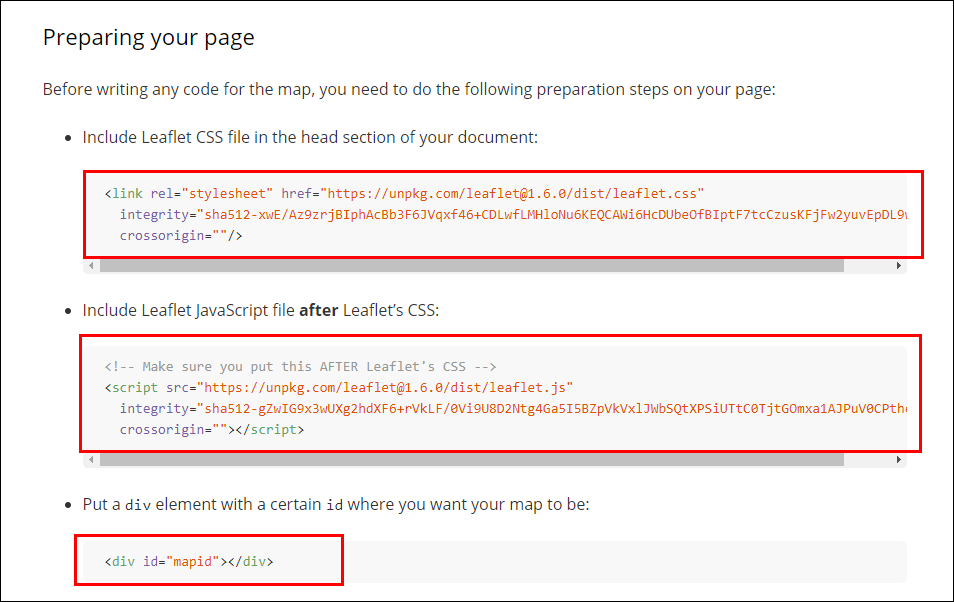 Preparing your page
Before writing any code for the map, you need to do the following preparation steps on your page:
Include Leaflet CSS file in the head section of your document:
<link rel="stylesheet" href="https://unpkg.com/leaflet@1.6.0/dist/leaflet.css"
integrity="sha512-xwE/Az9zrjBIphAcBb3F6JVqxf46+CDLwfLMHloNu6KEQCAWi6HcDUbeOfBIptF7tcCzusKFjFw2yuvEpDL9
crossorigin=""/>
Include Leaflet JavaScript file after Leaflet’s CSS:
<!-- Make sure you put this AFTER Leaflet's CSS -->
<script src="https://unpkg.com/leaflet@1.6.0/dist/leaflet.js"
integrity="sha512-gZwIG9x3wUXg2hdXF6+rVkLF/0Vi9U8D2Ntg4Ga5I5BZpVkVxlJWbSQtXPSiUTtC0TjtGOmxa1AJPuV0CPth
crossorigin=""></script>
Put a div element with a certain id where you want your map to be:
<div id="mapid"></div>